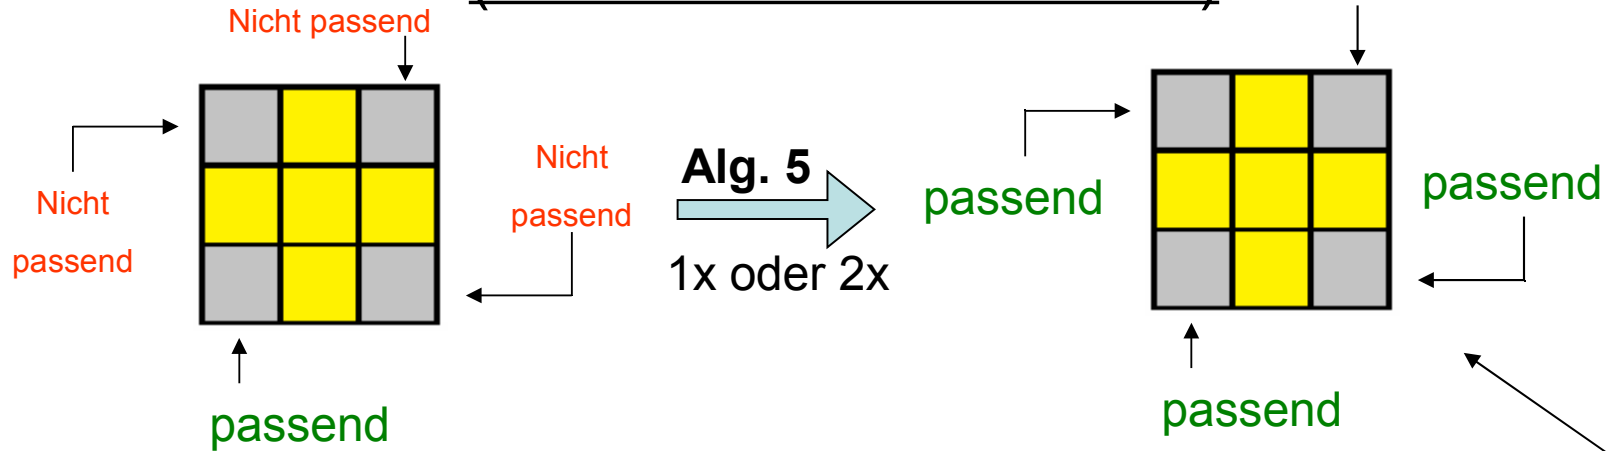 Nicht passend
Nicht
passend
Nicht
passend
passend
Alg. 5
1x oder 2x
passend
passend
passend